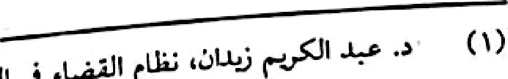 (١) د. عبد الكريم زيدان، نظام القضاء في